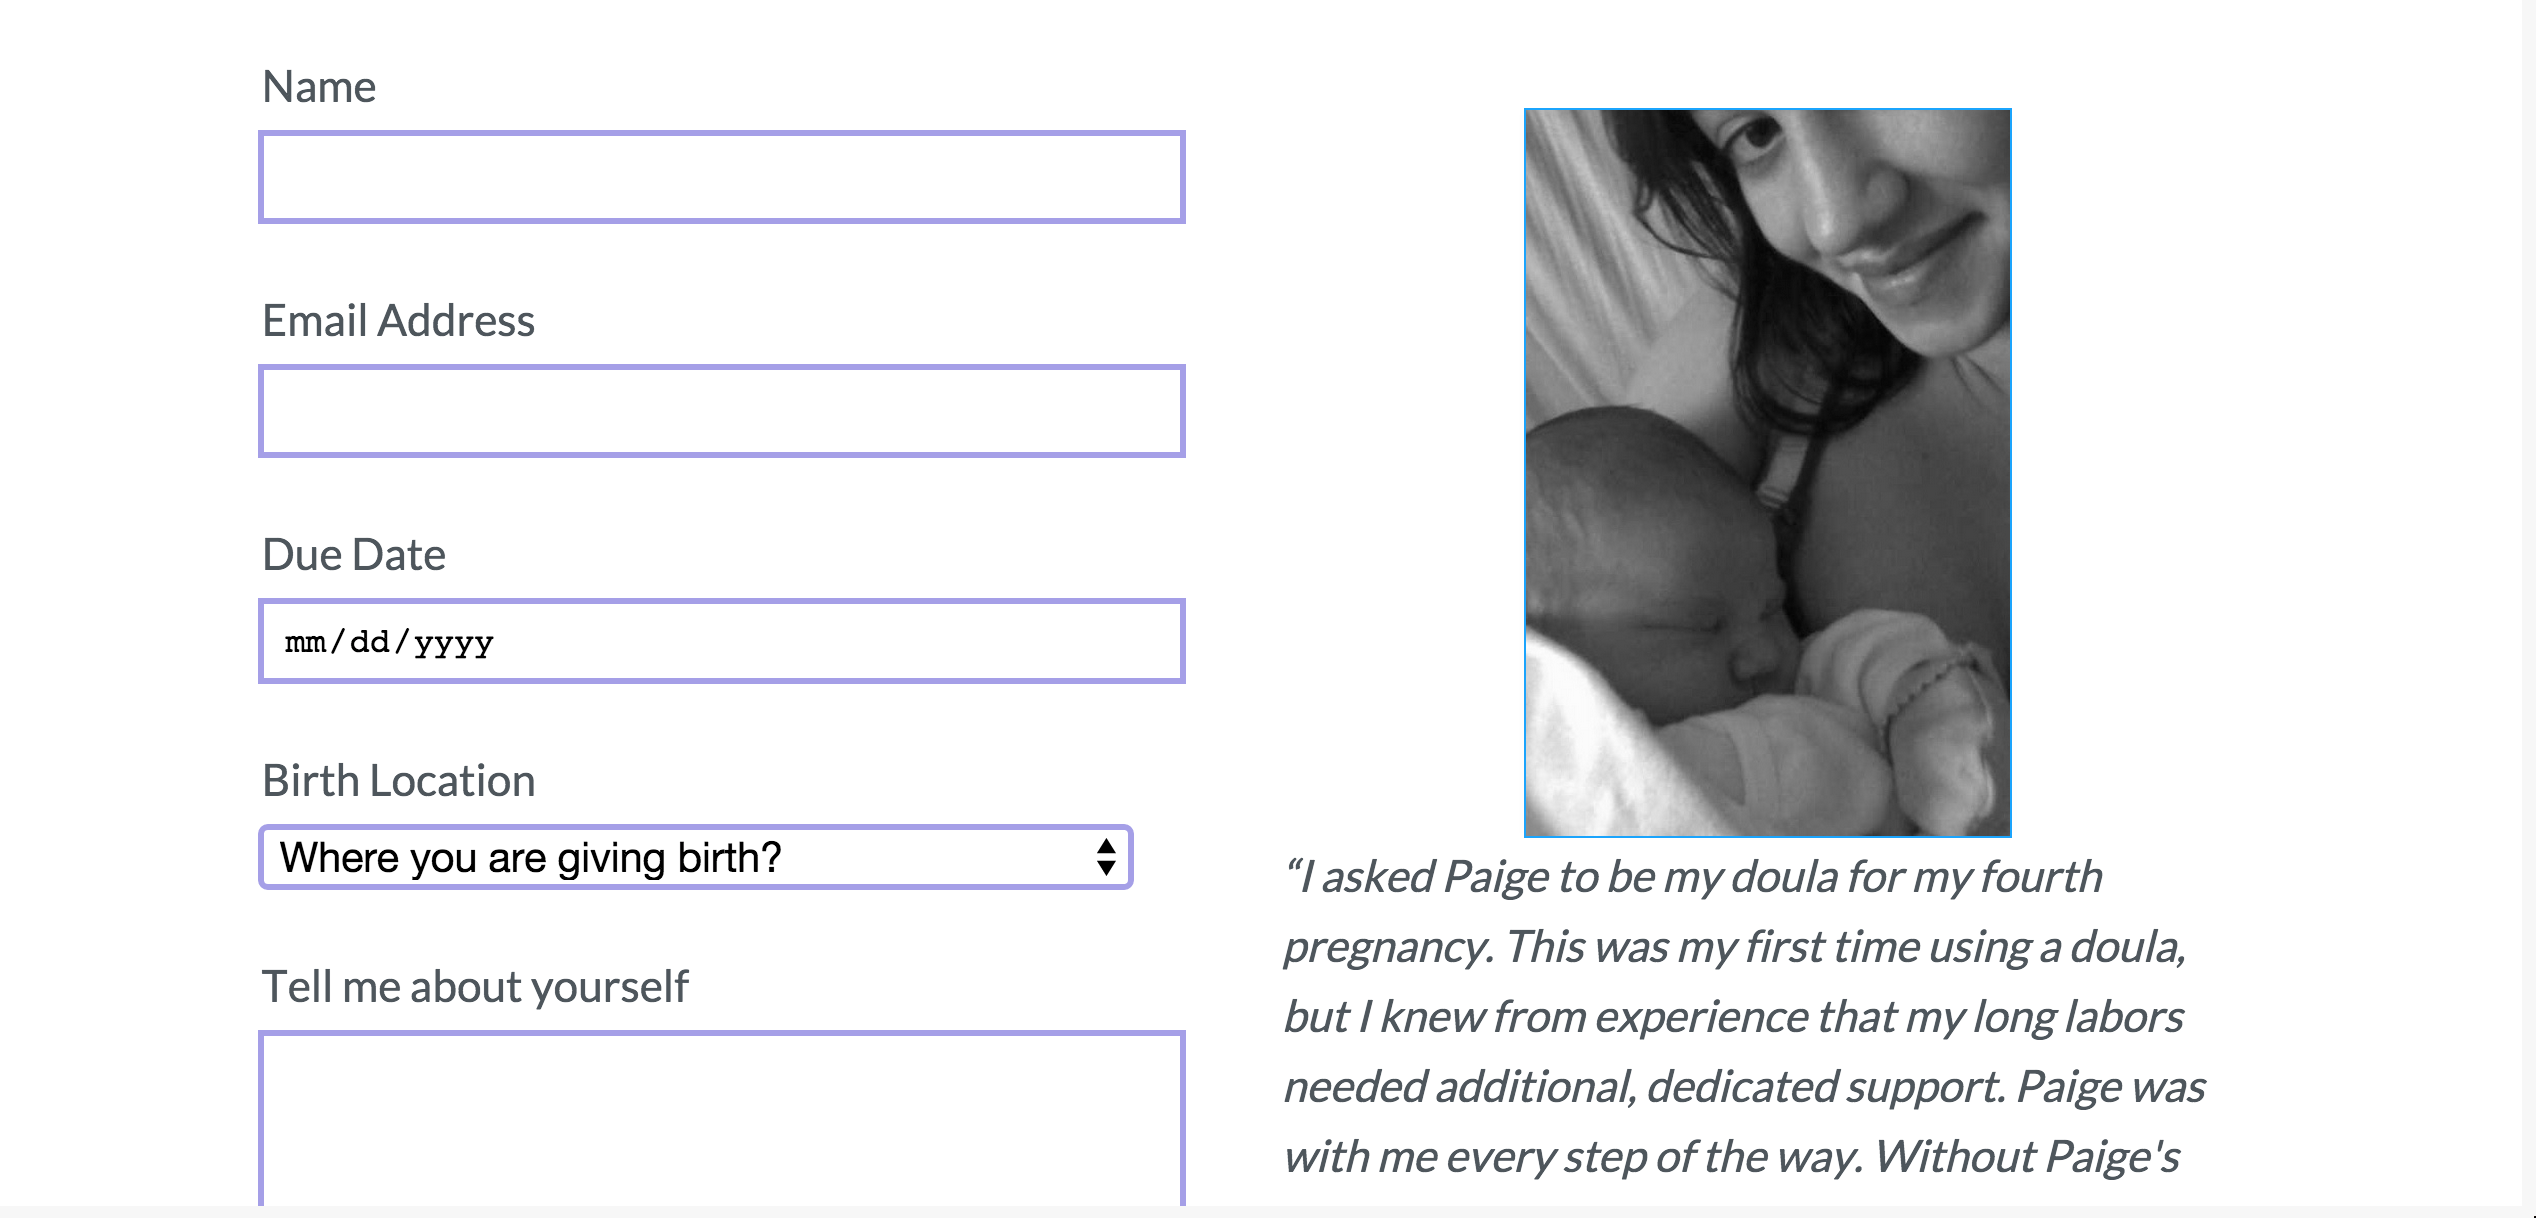 Name
Email Address
Due Date
mm/dd/yyyy
Birth Location
Where you are giving birth?
Tell me about yourself
“I asked Paige to be my doula for my fourth
pregnancy. This was my first time using a doula,
but I knew from experience that my long labors
needed additional, dedicated support. Paige was
with me every step of the way. Without Paige's